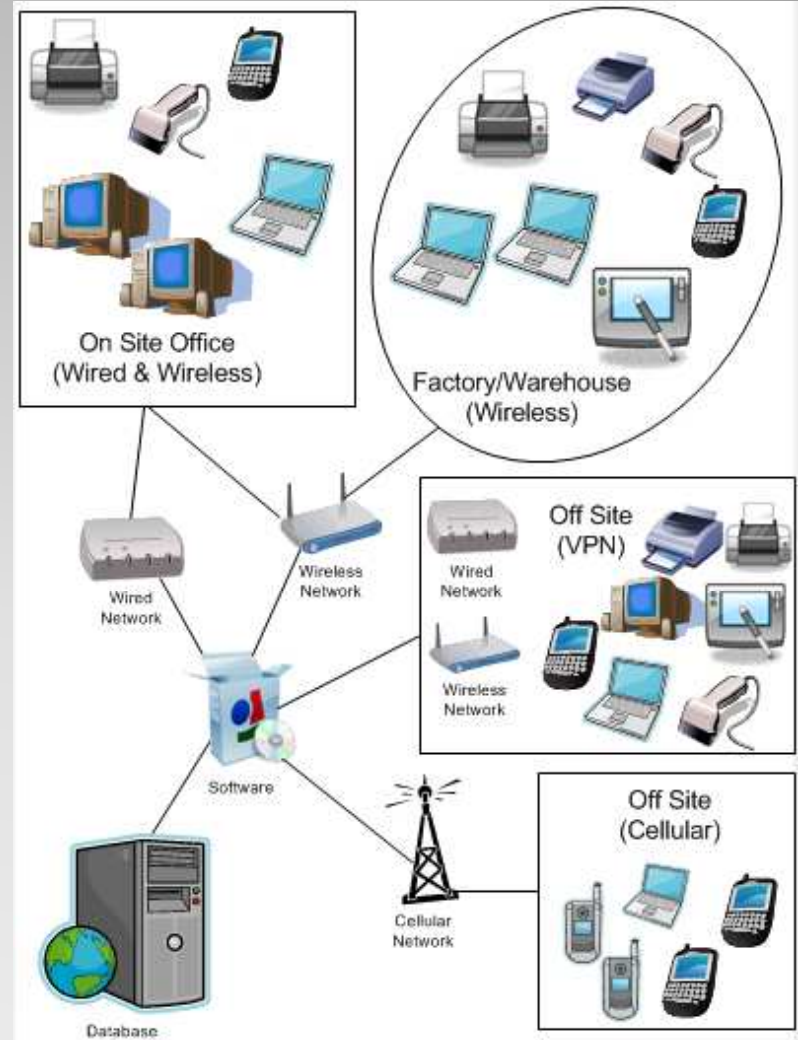 On Site Office
(Wired & Wireless)
Factory/Warehouse
(Wireless)
Wired
Network
Wireless
Network
Off Site
(VPN)
Wired
Network
Wireless
Network
Software
Off Site
(Cellular)
Cellular
Network
Database